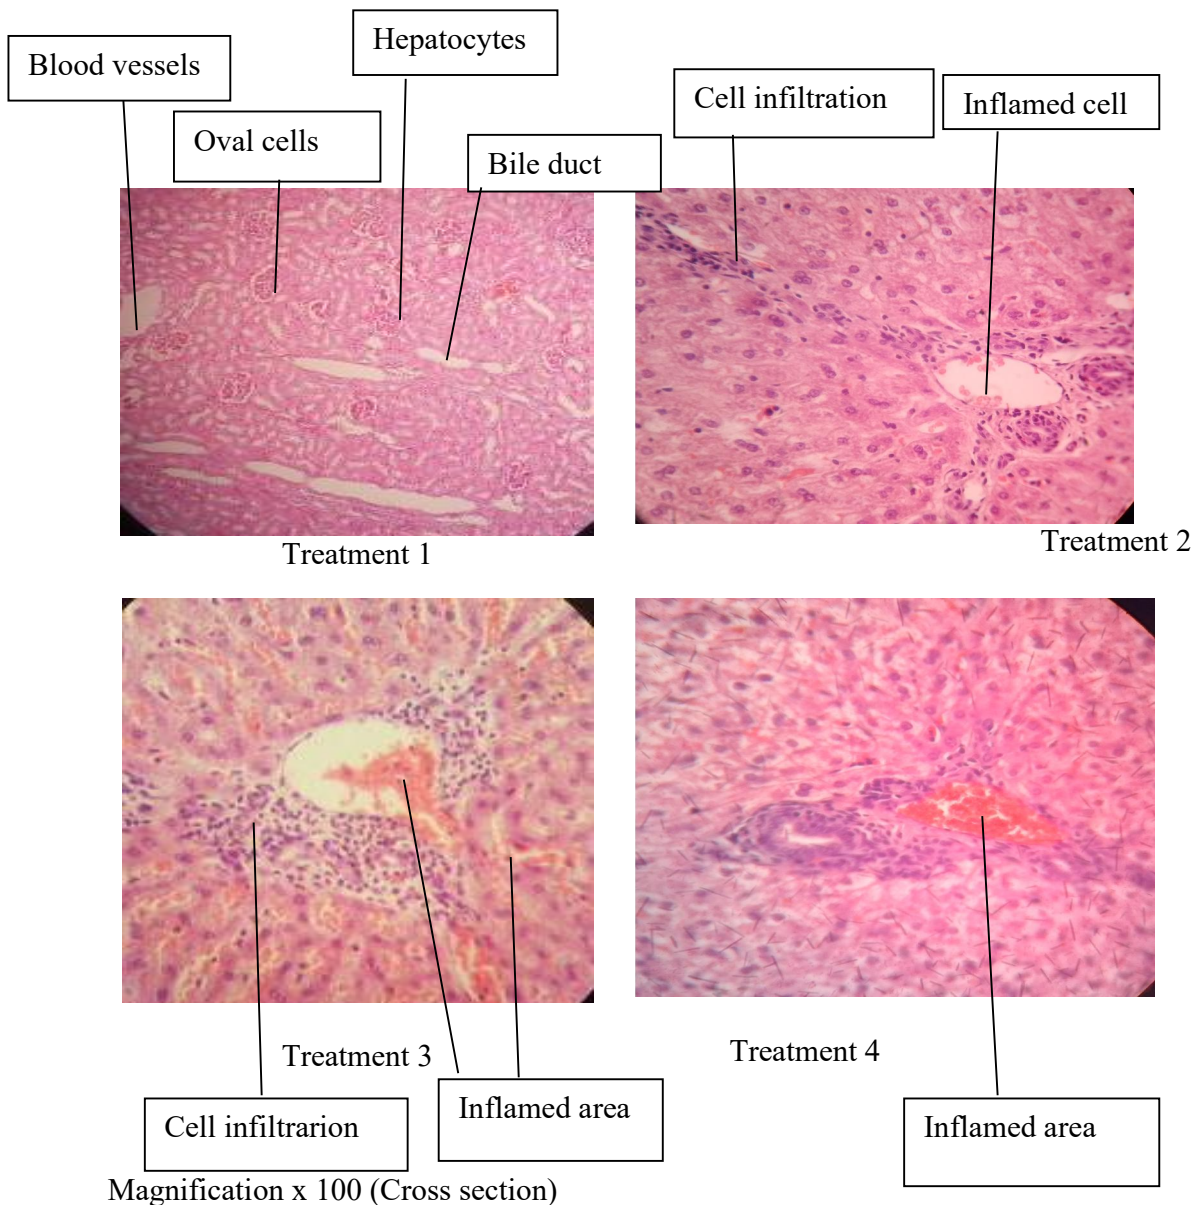 Blood vessels
Hepatocytes
Oval cells
Bile duct
Cell infiltration
Inflamed cell
Treatment 1
Treatment 2
Treatment 3
Treatment 4
Cell infiltrarion
Inflamed area
Inflamed area
Magnification x 100 (Cross section)